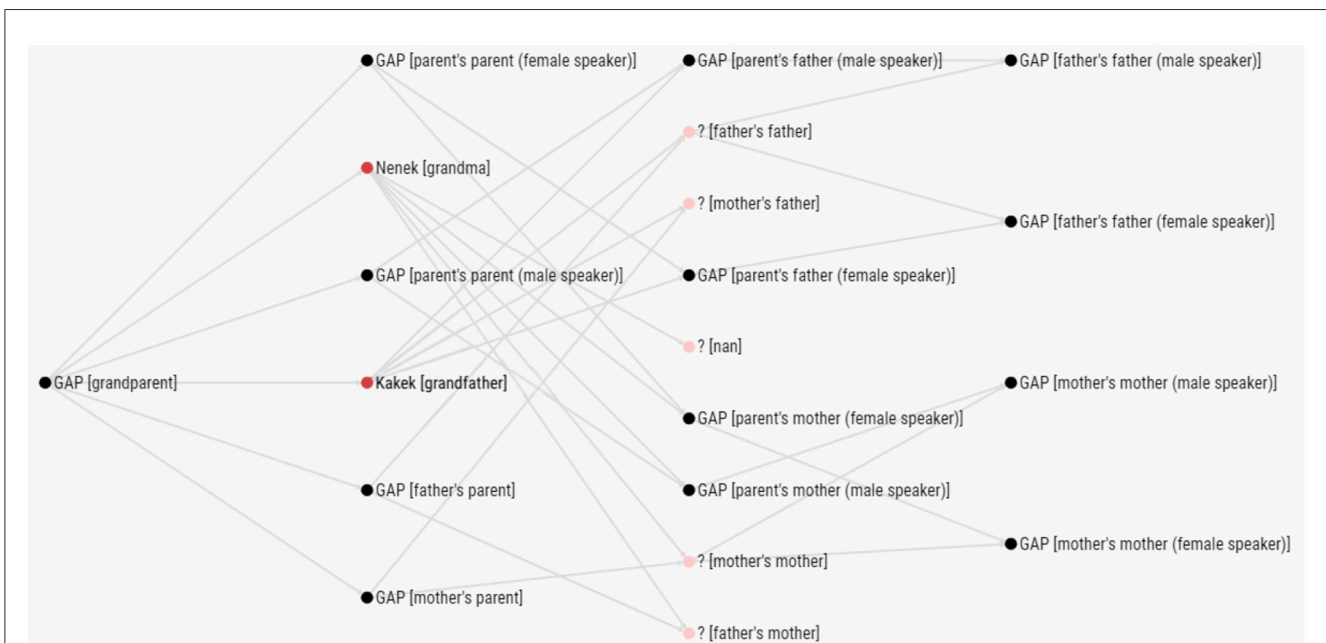 GAP [grandparent]
GAP [parent's parent (female speaker)]
Nenek [grandma]
GAP [parent's parent (male speaker)]
Kakek [grandfather]
GAP [father's parent]
GAP [mother's parent]
GAP [parent's father (male speaker)]
? [father's father]
? [mother's father]
GAP [parent's father (female speaker)]
? [nan]
GAP [parent's mother (female speaker)]
GAP [parent's mother (male speaker)]
? [mother's mother]
? [father's mother]
GAP [father's father (male speaker)]
GAP [father's father (female speaker)]
GAP [mother's mother (male speaker)]
GAP [mother's mother (female speaker)]